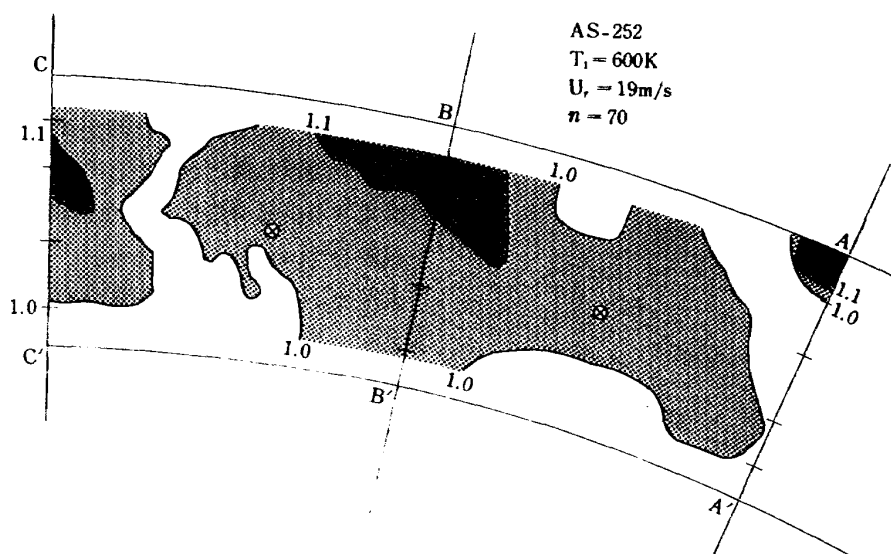 AS-252
T₁ = 600K
Uᵣ = 19m/s
n = 70
C
B
1.1
1.1
1.0
A
1.1
1.0
1.0
C'
1.0
B'
1.0
A'